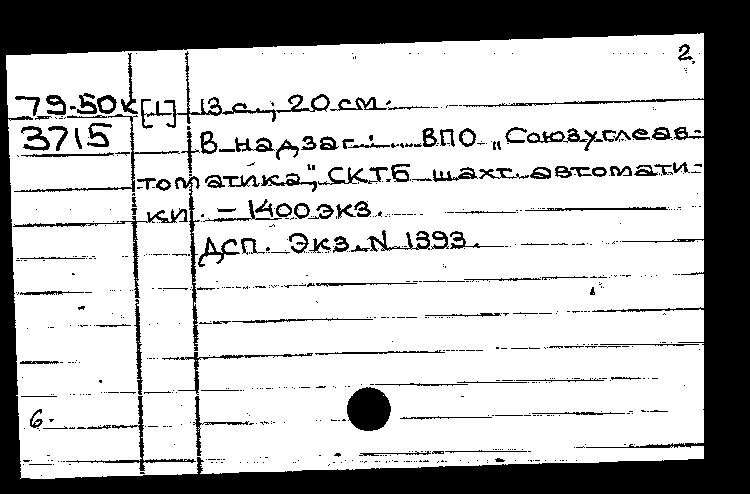 2
79-50к [1] 13 с.; 20 см.
3715 В надзаг.: ВПО „Союзуглеав-
томатика", СКТБ шахт. автомати-
ки. - 1400 экз.
ДСП. Экз. N 1393.
6.